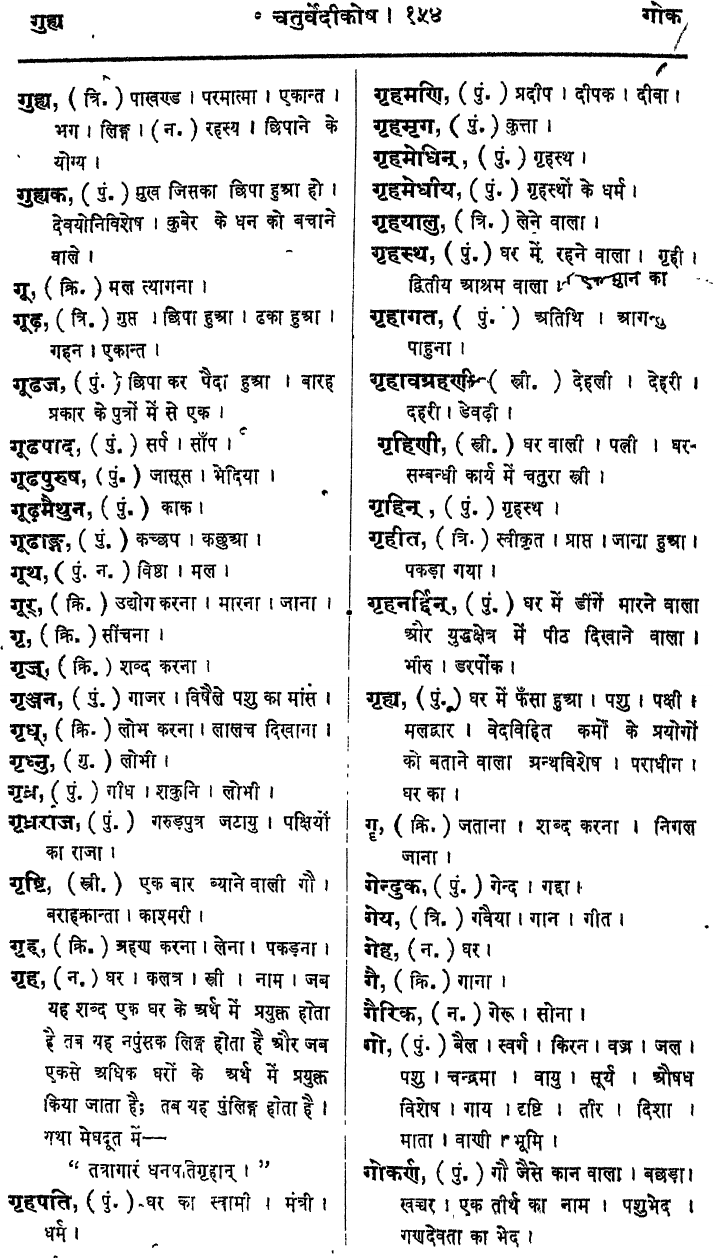 गुह्य
चतुर्वेदीकोष । १५४
गोक
गुह्य, ( त्रि. ) पाखण्ड । परमात्मा । एकान्त ।
भग । लिङ्ग । ( न. ) रहस्य । छिपाने के
योग्य ।
गुह्यक, ( पुं. ) मुख जिसका छिपा हुआ हो ।
देवयोनिविशेष । कुबेर के धन को बचाने
वाले ।
गू, ( क्रि. ) मल त्यागना ।
गूढ़, ( त्रि. ) गुप्त । छिपा हुआ । ढका हुआ ।
गहन । एकान्त ।
गूढज, ( पुं. ) छिपा कर पैदा हुआ । बारह
प्रकार के पुत्रों में से एक ।
गूढपाद, ( पुं. ) सर्प । साँप ।
गूढपुरुष, ( पुं. ) जासूस । भेदिया ।
गूढ़मैथुन, ( पुं. ) काक ।
गूढाङ्ग, ( पुं. ) कच्छप । कछुआ ।
गूथ, ( पुं. न. ) विष्ठा । मल ।
गूर्, ( क्रि. ) उद्योग करना । मारना । जाना ।
गृ, ( क्रि. ) सींचना ।
गृज्, ( क्रि. ) शब्द करना ।
गृञ्जन, ( पुं. ) गाजर । विषैले पशु का मांस ।
गृध्, ( क्रि. ) लोभ करना । लालच दिखाना ।
गृध्नु, ( गु. ) लोभी ।
गृध्र, ( पुं. ) गीध । शकुनि । लोभी ।
गृध्रराज, ( पुं. ) गरुड़पुत्र जटायु । पक्षियों
का राजा ।
गृष्टि, ( स्त्री. ) एक बार ब्याने वाली गौ ।
बराहक्रान्ता । काश्मरी ।
गृह्, ( क्रि. ) ग्रहण करना । लेना । पकड़ना ।
गृह, ( न. ) घर । कलत्र । स्त्री । नाम । जब
यह शब्द एक घर के अर्थ में प्रयुक्त होता
है तब यह नपुंसक लिङ्ग होता है और जब
एकसे अधिक घरों के अर्थ में प्रयुक्त
किया जाता है; तब यह पुंलिङ्ग होता है ।
यथा मेघदूत में—
“ तत्रागारं धनपतिगृहान् । ”
गृहपति, ( पुं. ) घर का स्वामी । मंत्री ।
धर्म ।
गृहमणि, ( पुं. ) प्रदीप । दीपक । दीवा ।
गृहमृग, ( पुं. ) कुत्ता ।
गृहमेधिन्, ( पुं. ) गृहस्थ ।
गृहमेधीय, ( पुं. ) गृहस्थों के धर्म ।
गृहयालु, ( त्रि. ) लेने वाला ।
गृहस्थ, ( पुं. ) घर में रहने वाला । गृही ।
द्वितीय आश्रम वाला । का
गृहागत, ( पुं. ) अतिथि । आगन्तु
पाहुना ।
गृहावग्रहणी ( स्त्री. ) देहली । देहरी ।
दहरी । डेवढ़ी ।
गृहिणी, ( स्त्री. ) घर वाली । पत्नी । घर-
सम्बन्धी कार्य में चतुरा स्त्री ।
गृहिन्, ( पुं. ) गृहस्थ ।
गृहीत, ( त्रि. ) स्वीकृत । प्राप्त । जाना हुआ ।
पकड़ा गया ।
गृहनर्द्दिन्, ( पुं. ) घर में डींगें मारने वाला
और युद्धक्षेत्र में पीठ दिखाने वाला ।
भीरु । डरपोंक ।
गृह्य, ( पुं. ) घर में फँसा हुआ । पशु । पक्षी ।
मलद्वार । वेदविहित कर्मों के प्रयोगों
को बताने वाला ग्रन्थविशेष । पराधीन ।
घर का ।
गॄ, ( क्रि. ) जताना । शब्द करना । निगल
जाना ।
गेन्दुक, ( पुं. ) गेन्द । गद्दा ।
गेय, ( त्रि. ) गवैया । गान । गीत ।
गेह, ( न. ) घर ।
गै, ( क्रि. ) गाना ।
गैरिक, ( न. ) गेरू । सोना ।
गो, ( पुं. ) बैल । स्वर्ग । किरन । वज्र । जल ।
पशु । चन्द्रमा । वायु । सूर्य । औषध
विशेष । गाय । दृष्टि । तीर । दिशा ।
माता । वाणी । भूमि ।
गोकर्ण, ( पुं. ) गौ जैसे कान वाला । बछड़ा ।
खच्चर । एक तीर्थ का नाम । पशुभेद ।
गणदेवता का भेद ।